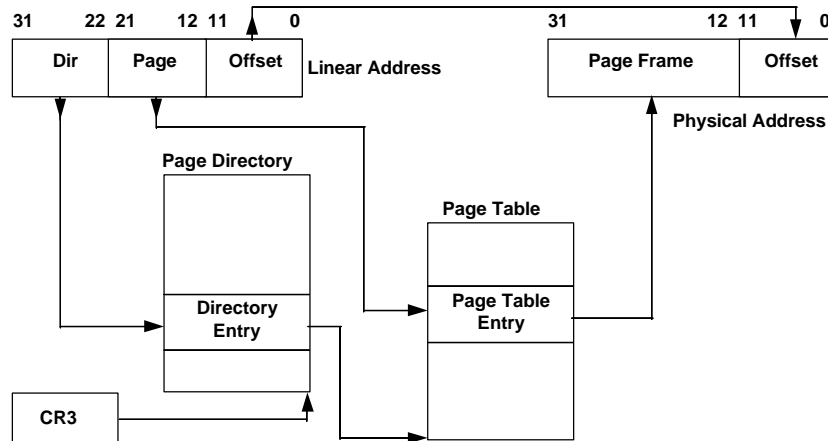 31 22 21 12 11 0
31 12 11 0
Dir Page Offset
Linear Address
Page Frame Offset
Physical Address
Page Directory
Page Table
Directory
Entry
Page Table
Entry
CR3